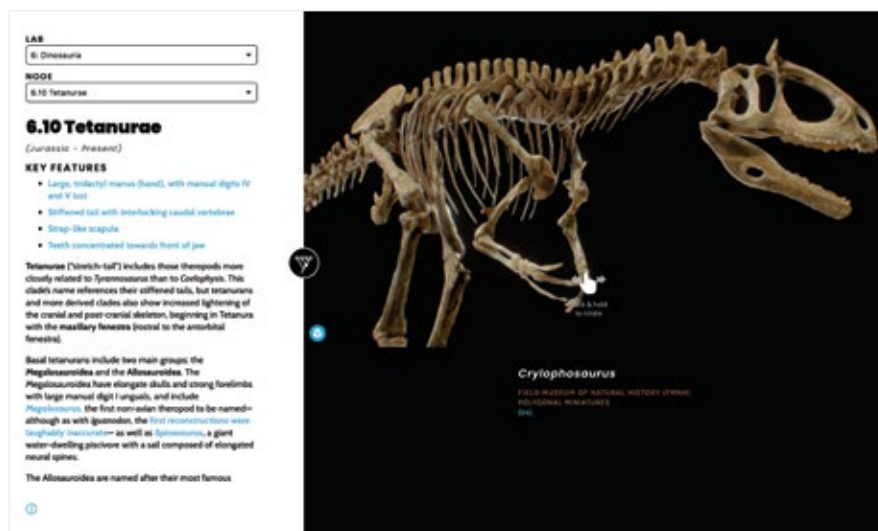 LAB
6: Dinosauria
NODE
6.10 Tetanurae
6.10 Tetanurae
(Jurassic - Present)
KEY FEATURES
• Large, tridactyl manus (hand), with manual digits IV
and V lost
• Stiffened tail with interlocking caudal vertebrae
• Strap-like scapula
• Teeth concentrated towards front of jaw
Tetanurae ("stretch-tail") includes those theropods more
closely related to Tyrannosaurus than to Coelophysis. This
clade's name references their stiffened tails, but tetanurans
and more derived clades also show increased lightening of
the cranial and post-cranial skeleton, beginning in Tetanura
with the maxillary fenestra (rostral to the antorbital
fenestra).
Basal tetanurans include two main groups: the
Megalosauroidea and the Allosauroidea. The
Megalosauroidea have elongate skulls and strong forelimbs
with large manual digit I unguals, and include
Megalosaurus, the first non-avian theropod to be named—
although as with Iguanodon, the first reconstructions were
laughably inaccurate— as well as Spinosaurus, a giant
water-dwelling piscivore with a sail composed of elongated
neural spines.
The Allosauroidea are named after their most famous
& hold
to rotate
Crylophosaurus
FIELD MUSEUM OF NATURAL HISTORY (FMNH)
POLYGONAL MINIATURES